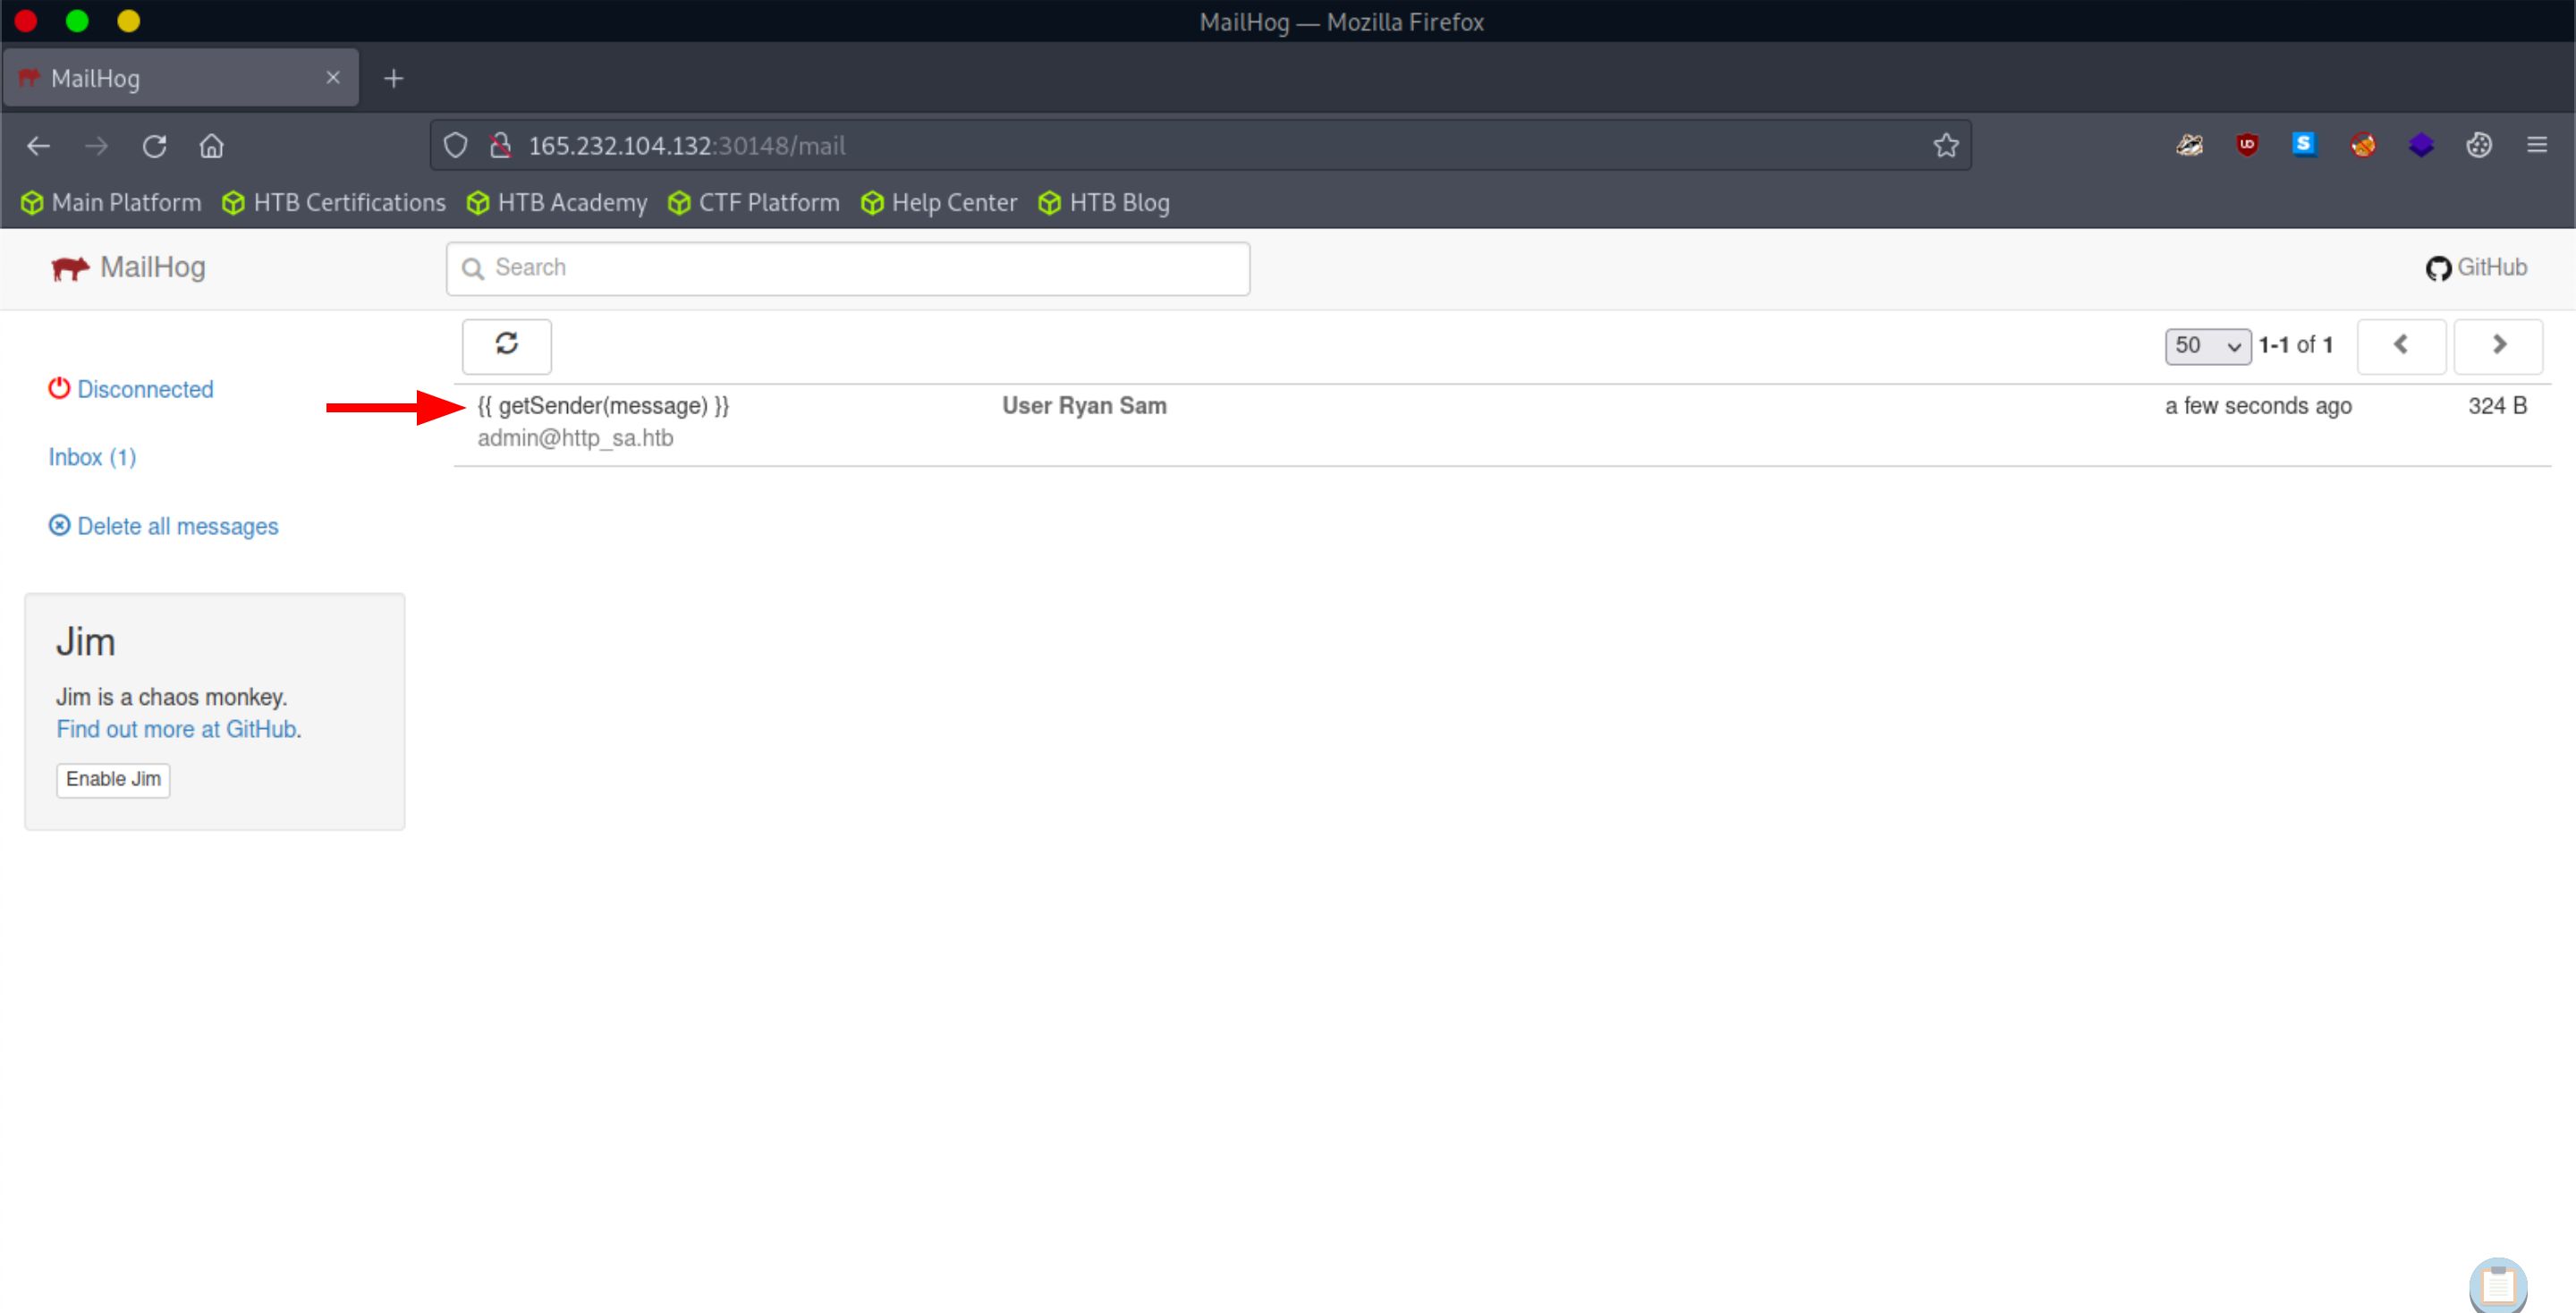 MailHog — Mozilla Firefox
MailHog
165.232.104.132:30148/mail
Main Platform HTB Certifications HTB Academy CTF Platform Help Center HTB Blog
MailHog Search GitHub
50 1-1 of 1
Disconnected
{{ getSender(message) }} User Ryan Sam a few seconds ago 324 B
admin@http_sa.htb
Inbox (1)
Delete all messages
Jim
Jim is a chaos monkey.
Find out more at GitHub.
Enable Jim